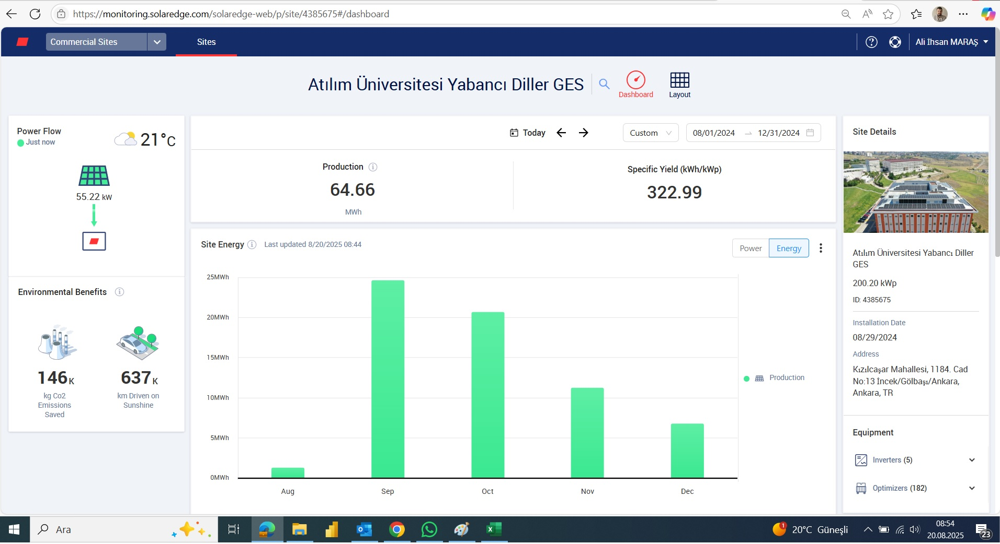 https://monitoring.solaredge.com/solaredge-web/p/site/4385675#/dashboard
Commercial Sites
Sites
Ali İhsan MARAŞ
Atılım Üniversitesi Yabancı Diller GES
Dashboard
Layout
Power Flow
Just now
21°C
55.22 kW
Environmental Benefits
146 K
kg Co2
Emissions
Saved
637 K
km Driven on
Sunshine
Today
Custom
08/01/2024
12/31/2024
Production
64.66
MWh
Specific Yield (kWh/kWp)
322.99
Site Energy
Last updated 8/20/2025 08:44
Power
Energy
25MWh
20MWh
15MWh
10MWh
5MWh
0MWh
Aug
Sep
Oct
Nov
Dec
Production
Site Details
Atılım Üniversitesi Yabancı Diller
GES
200.20 kWp
ID: 4385675
Installation Date
08/29/2024
Address
Kızılcaşar Mahallesi, 1184. Cad
No:13 İncek/Gölbaşı/Ankara,
Ankara, TR
Equipment
Inverters (5)
Optimizers (182)
Ara
1
20°C Güneşli
08:54
20.08.2025
23